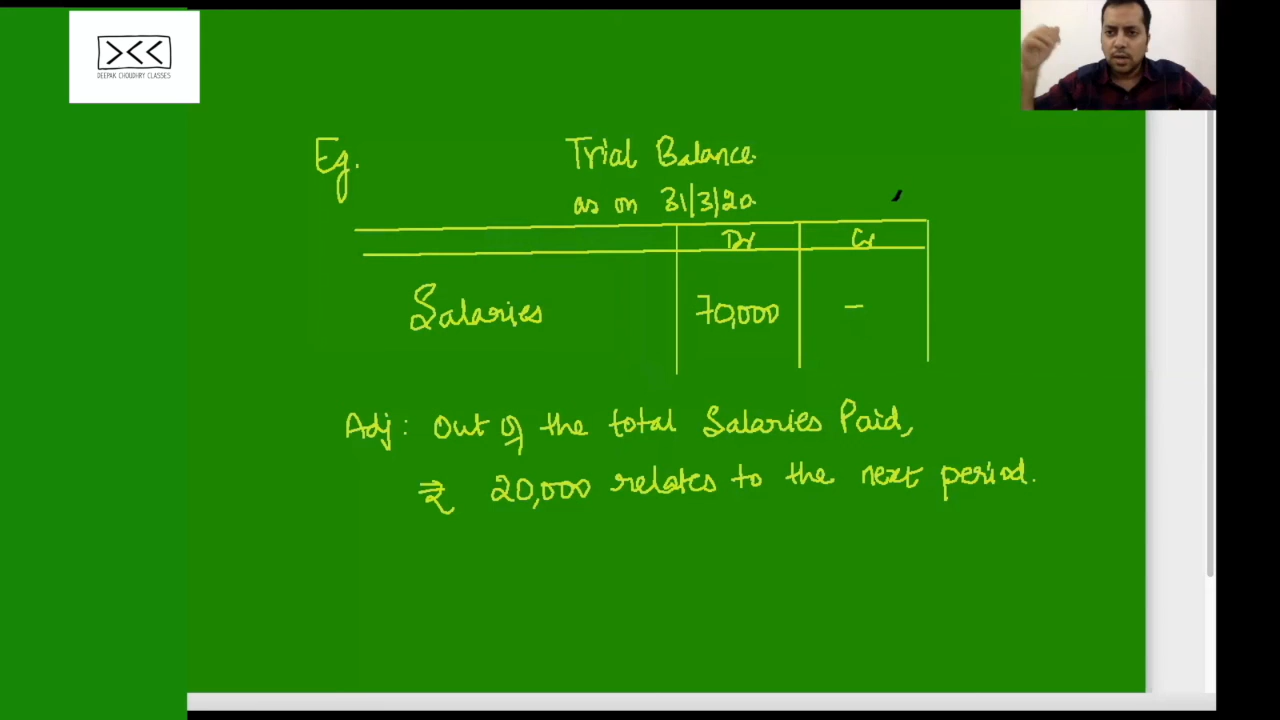 DEEPAK CHOUDHRY CLASSES
Eg. Trial Balance
as on 31/3/20
Dr Cr
Salaries 70,000 –
Adj: Out of the total Salaries Paid,
₹ 20,000 relates to the next period.